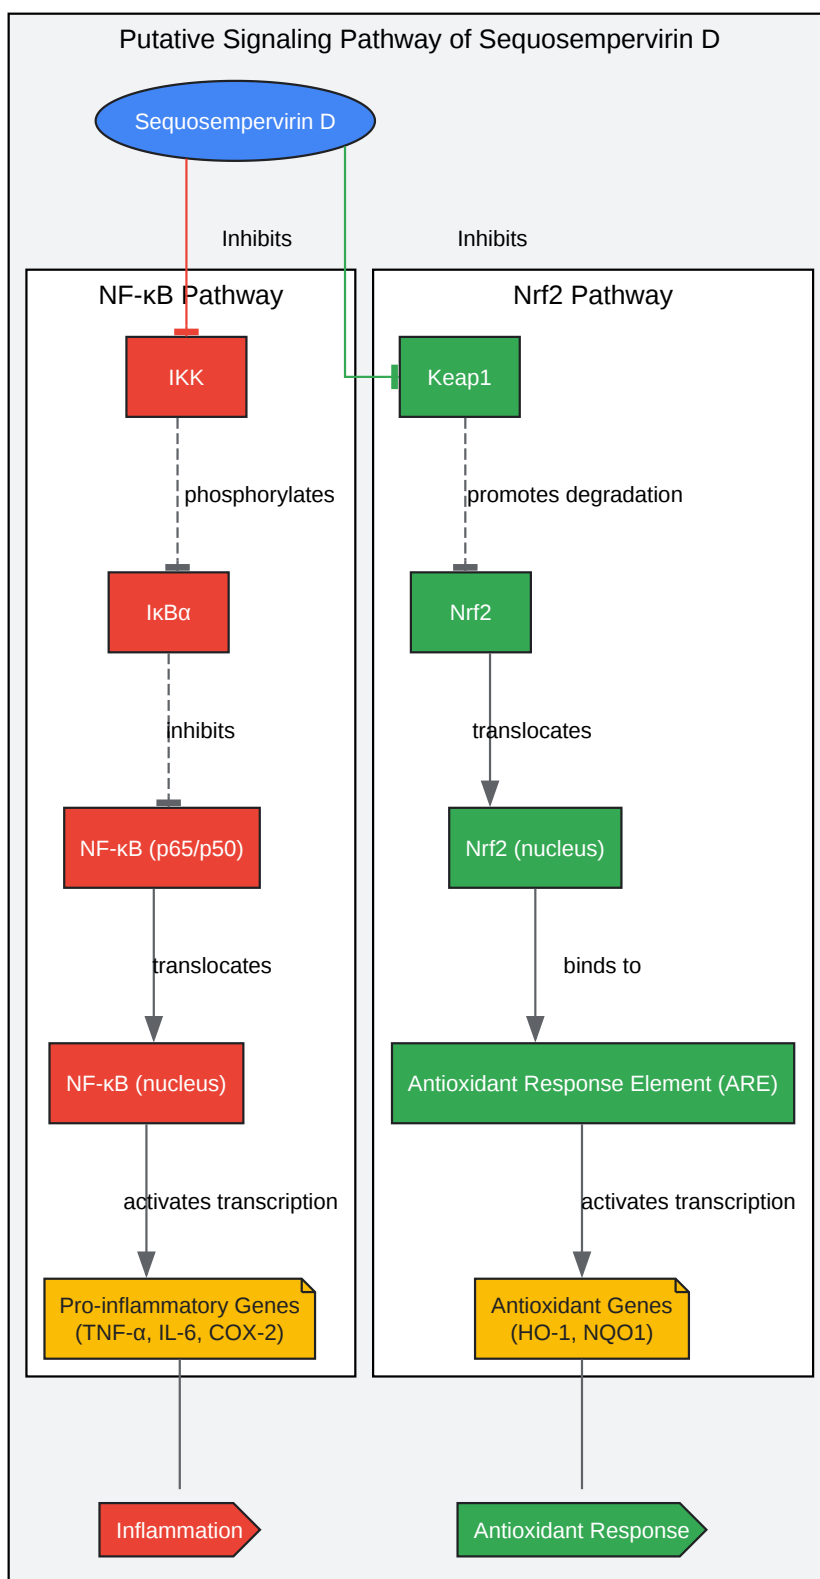 Putative Signaling Pathway of Sequosempervirin D
Sequosempervirin D
Inhibits
Inhibits
NF-κB Pathway
IKK
phosphorylates
IκBα
inhibits
NF-κB (p65/p50)
translocates
NF-κB (nucleus)
activates transcription
Pro-inflammatory Genes
(TNF-α, IL-6, COX-2)
Inflammation
Nrf2 Pathway
Keap1
promotes degradation
Nrf2
translocates
Nrf2 (nucleus)
binds to
Antioxidant Response Element (ARE)
activates transcription
Antioxidant Genes
(HO-1, NQO1)
Antioxidant Response